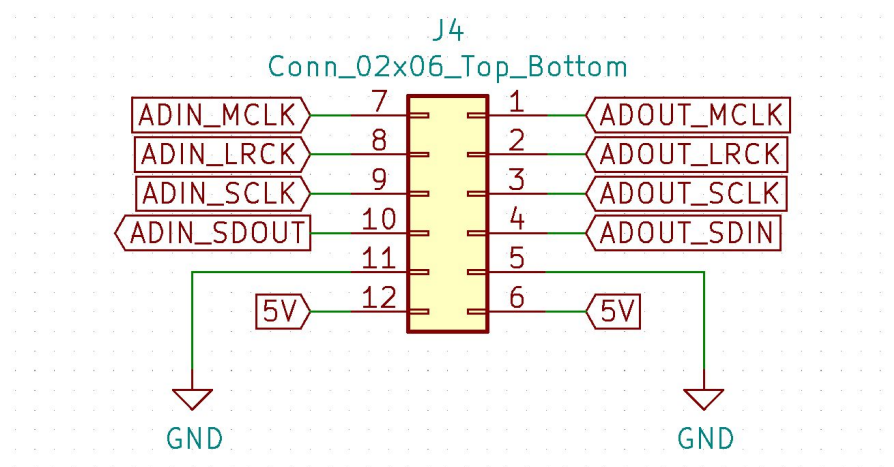 J4
Conn_02x06_Top_Bottom
ADIN_MCLK 7 1 ADOUT_MCLK
ADIN_LRCK 8 2 ADOUT_LRCK
ADIN_SCLK 9 3 ADOUT_SCLK
ADIN_SDOUT 10 4 ADOUT_SDIN
11 5
5V 12 6 5V
GND GND